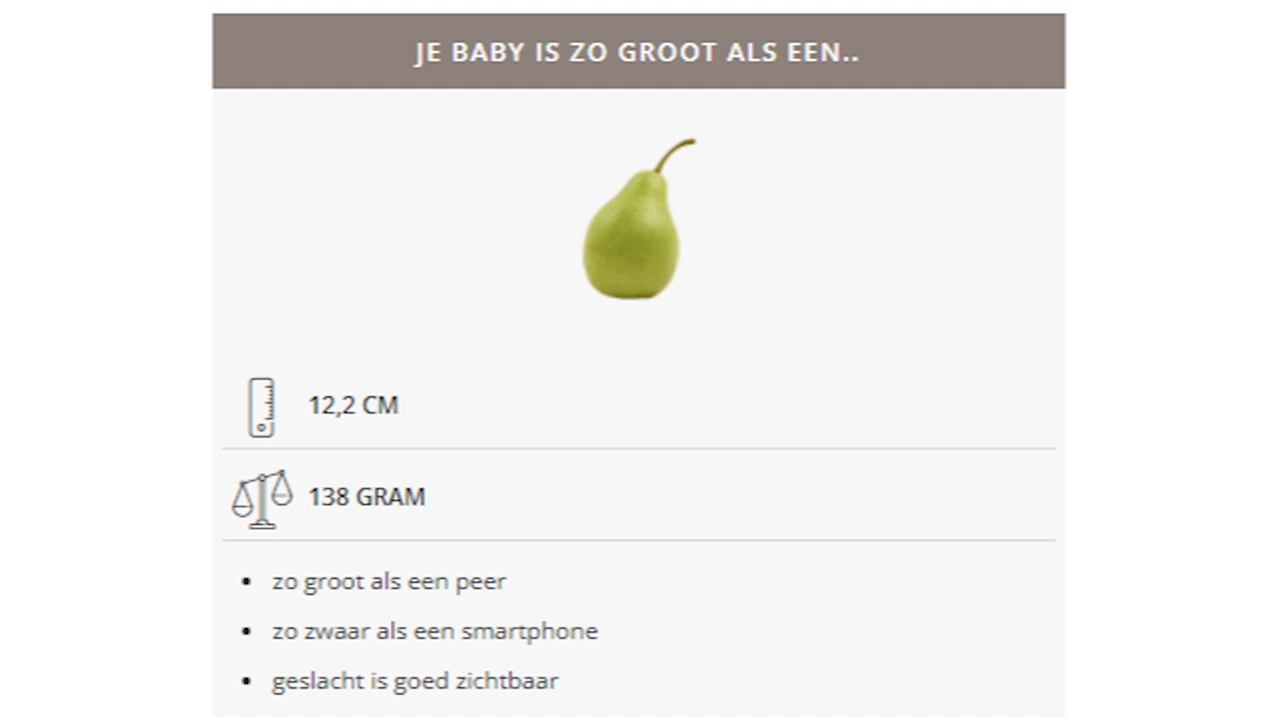 JE BABY IS ZO GROOT ALS EEN..
12,2 CM
138 GRAM
• zo groot als een peer
• zo zwaar als een smartphone
• geslacht is goed zichtbaar